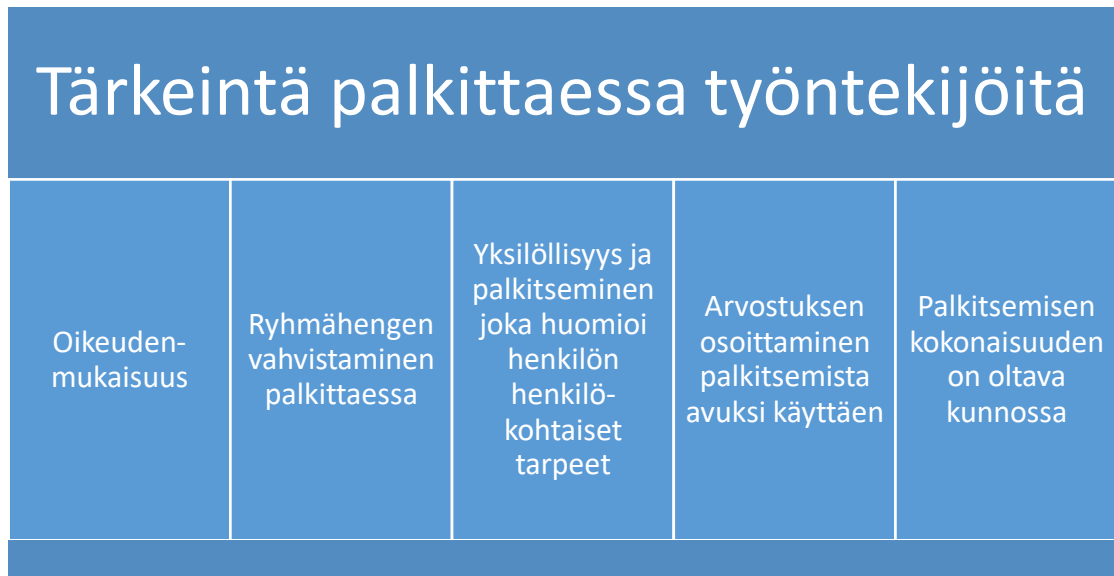 Tärkeintä palkittaessa työntekijöitä
Oikeuden-
mukaisuus
Ryhmähengen
vahvistaminen
palkittaessa
Yksilöllisyys ja
palkitseminen
joka huomioi
henkilön
henkilö-
kohtaiset
tarpeet
Arvostuksen
osoittaminen
palkitsemista
avuksi käyttäen
Palkitsemisen
kokonaisuuden
on oltava
kunnossa